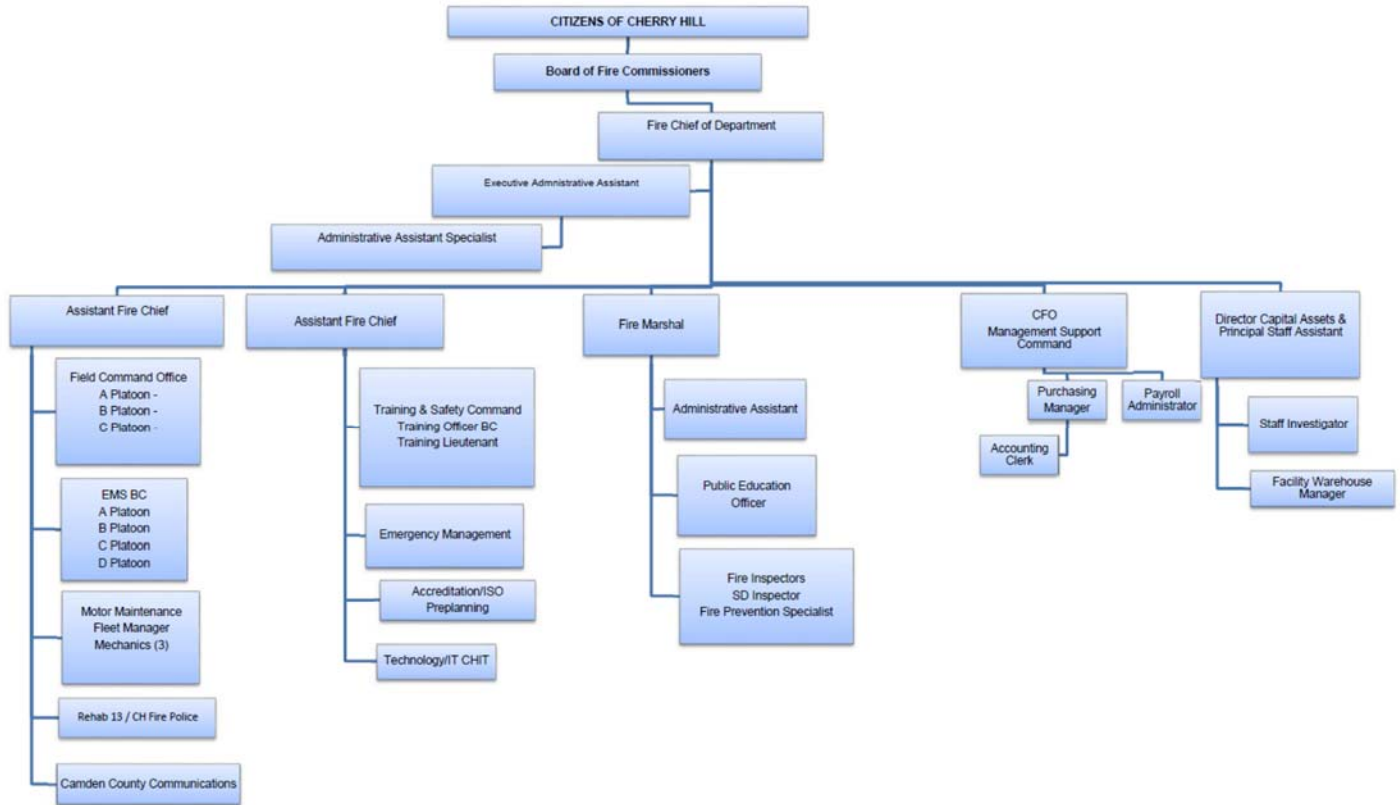 CITIZENS OF CHERRY HILL
Board of Fire Commissioners
Fire Chief of Department
Executive Admnistrative Assistant
Administrative Assistant Specialist
Assistant Fire Chief
Field Command Office
A Platoon -
B Platoon -
C Platoon -
EMS BC
A Platoon
B Platoon
C Platoon
D Platoon
Motor Maintenance
Fleet Manager
Mechanics (3)
Rehab 13 / CH Fire Police
Camden County Communications
Assistant Fire Chief
Training & Safety Command
Training Officer BC
Training Lieutenant
Emergency Management
Accreditation/ISO
Preplanning
Technology/IT CHIT
Fire Marshal
Administrative Assistant
Public Education
Officer
Fire Inspectors
SD Inspector
Fire Prevention Specialist
CFO
Management Support
Command
Purchasing
Manager
Accounting
Clerk
Payroll
Administrator
Director Capital Assets &
Principal Staff Assistant
Staff Investigator
Facility Warehouse
Manager